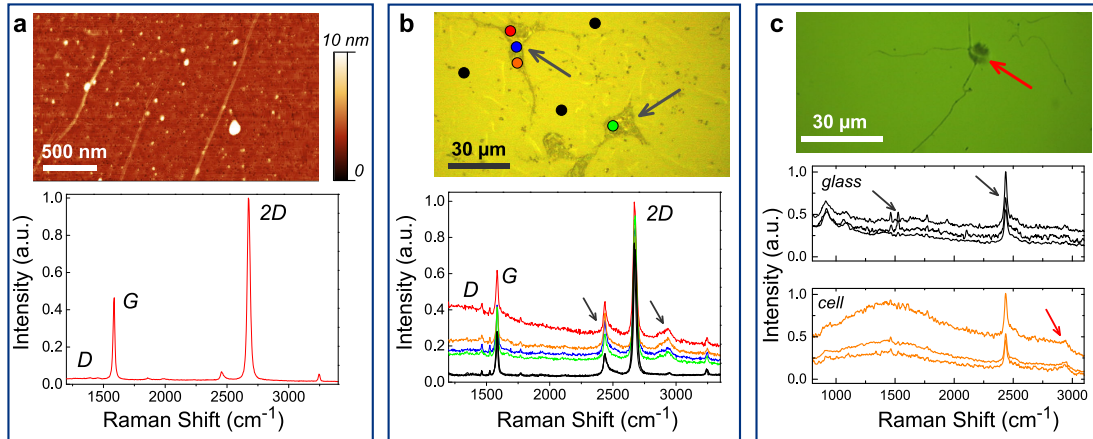 a
10 nm
500 nm
0
1.0
0.8
0.6
0.4
0.2
0.0
Intensity (a.u.)
D
G
2D
1500 2000 2500 3000
Raman Shift (cm⁻¹)
b
30 µm
1.0
0.8
0.6
0.4
0.2
0.0
Intensity (a.u.)
D
G
2D
1500 2000 2500 3000
Raman Shift (cm⁻¹)
c
30 µm
glass
1.0
0.5
0.0
cell
1.0
0.5
0.0
Intensity (a.u.)
1000 1500 2000 2500 3000
Raman Shift (cm⁻¹)